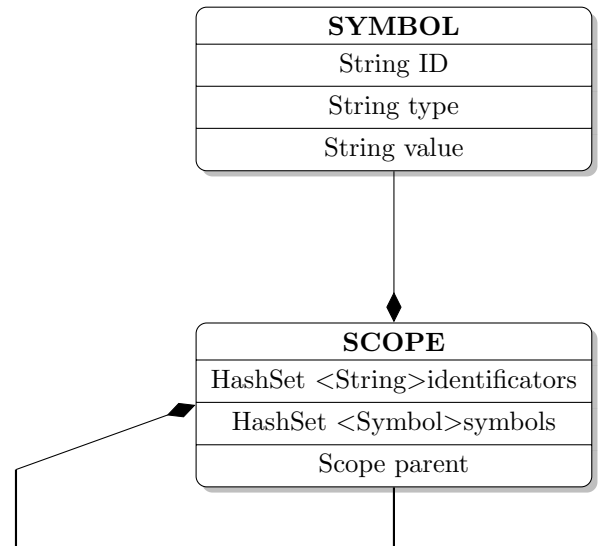 SYMBOL
String ID
String type
String value
SCOPE
HashSet <String>identificators
HashSet <Symbol>symbols
Scope parent